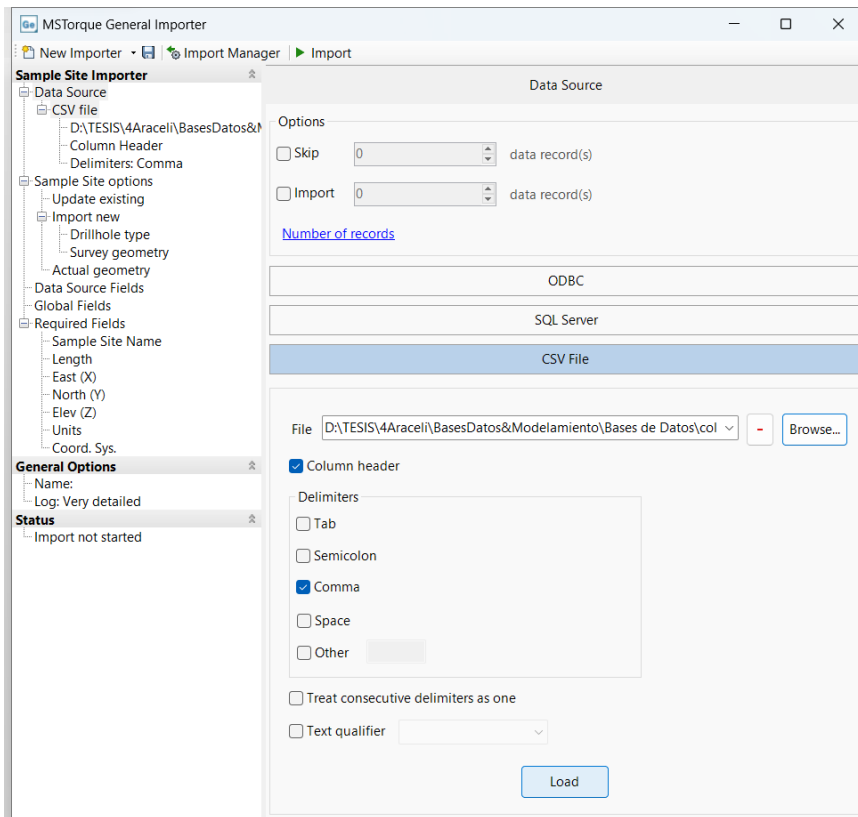 Ge MSTorque General Importer
New Importer Import Manager Import
Sample Site Importer
Data Source
CSV file
D:\TESIS\4Araceli\BasesDatos&M
Column Header
Delimiters: Comma
Sample Site options
Update existing
Import new
Drillhole type
Survey geometry
Actual geometry
Data Source Fields
Global Fields
Required Fields
Sample Site Name
Length
East (X)
North (Y)
Elev (Z)
Units
Coord. Sys.
General Options
Name:
Log: Very detailed
Status
Import not started
Data Source
Options
Skip 0 data record(s)
Import 0 data record(s)
Number of records
ODBC
SQL Server
CSV File
File D:\TESIS\4Araceli\BasesDatos&Modelamiento\Bases de Datos\col - Browse...
Column header
Delimiters
Tab
Semicolon
Comma
Space
Other
Treat consecutive delimiters as one
Text qualifier
Load